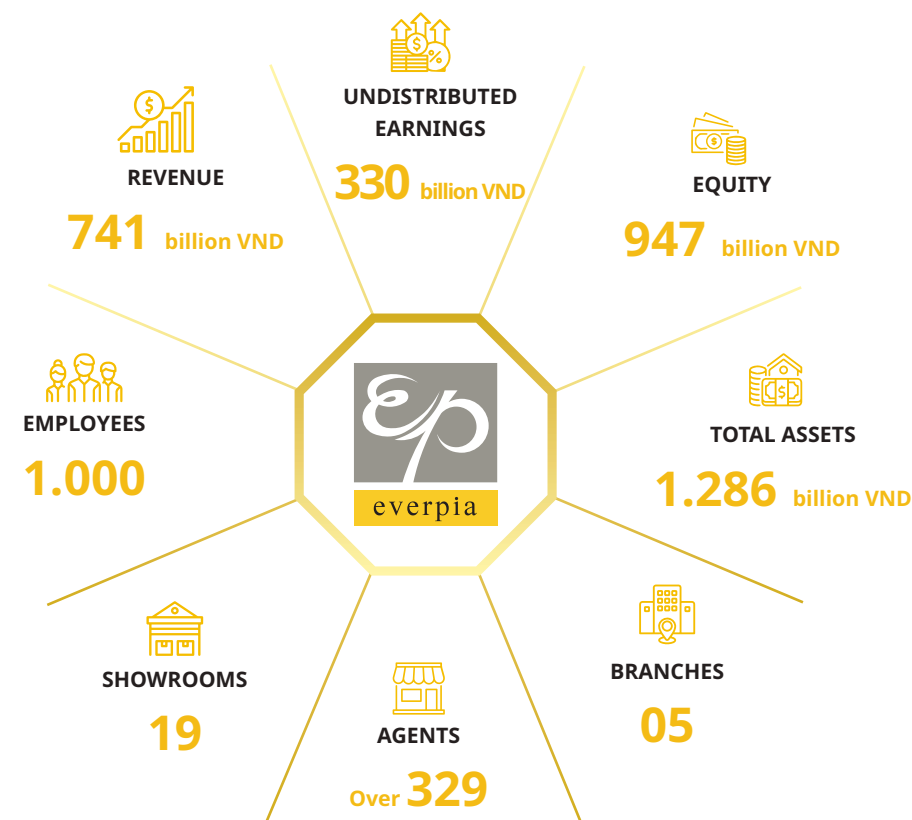 UNDISTRIBUTED
EARNINGS
330 billion VND
REVENUE
741 billion VND
EQUITY
947 billion VND
EMPLOYEES
1.000
TOTAL ASSETS
1.286 billion VND
ep
everpia
SHOWROOMS
19
AGENTS
Over 329
BRANCHES
05